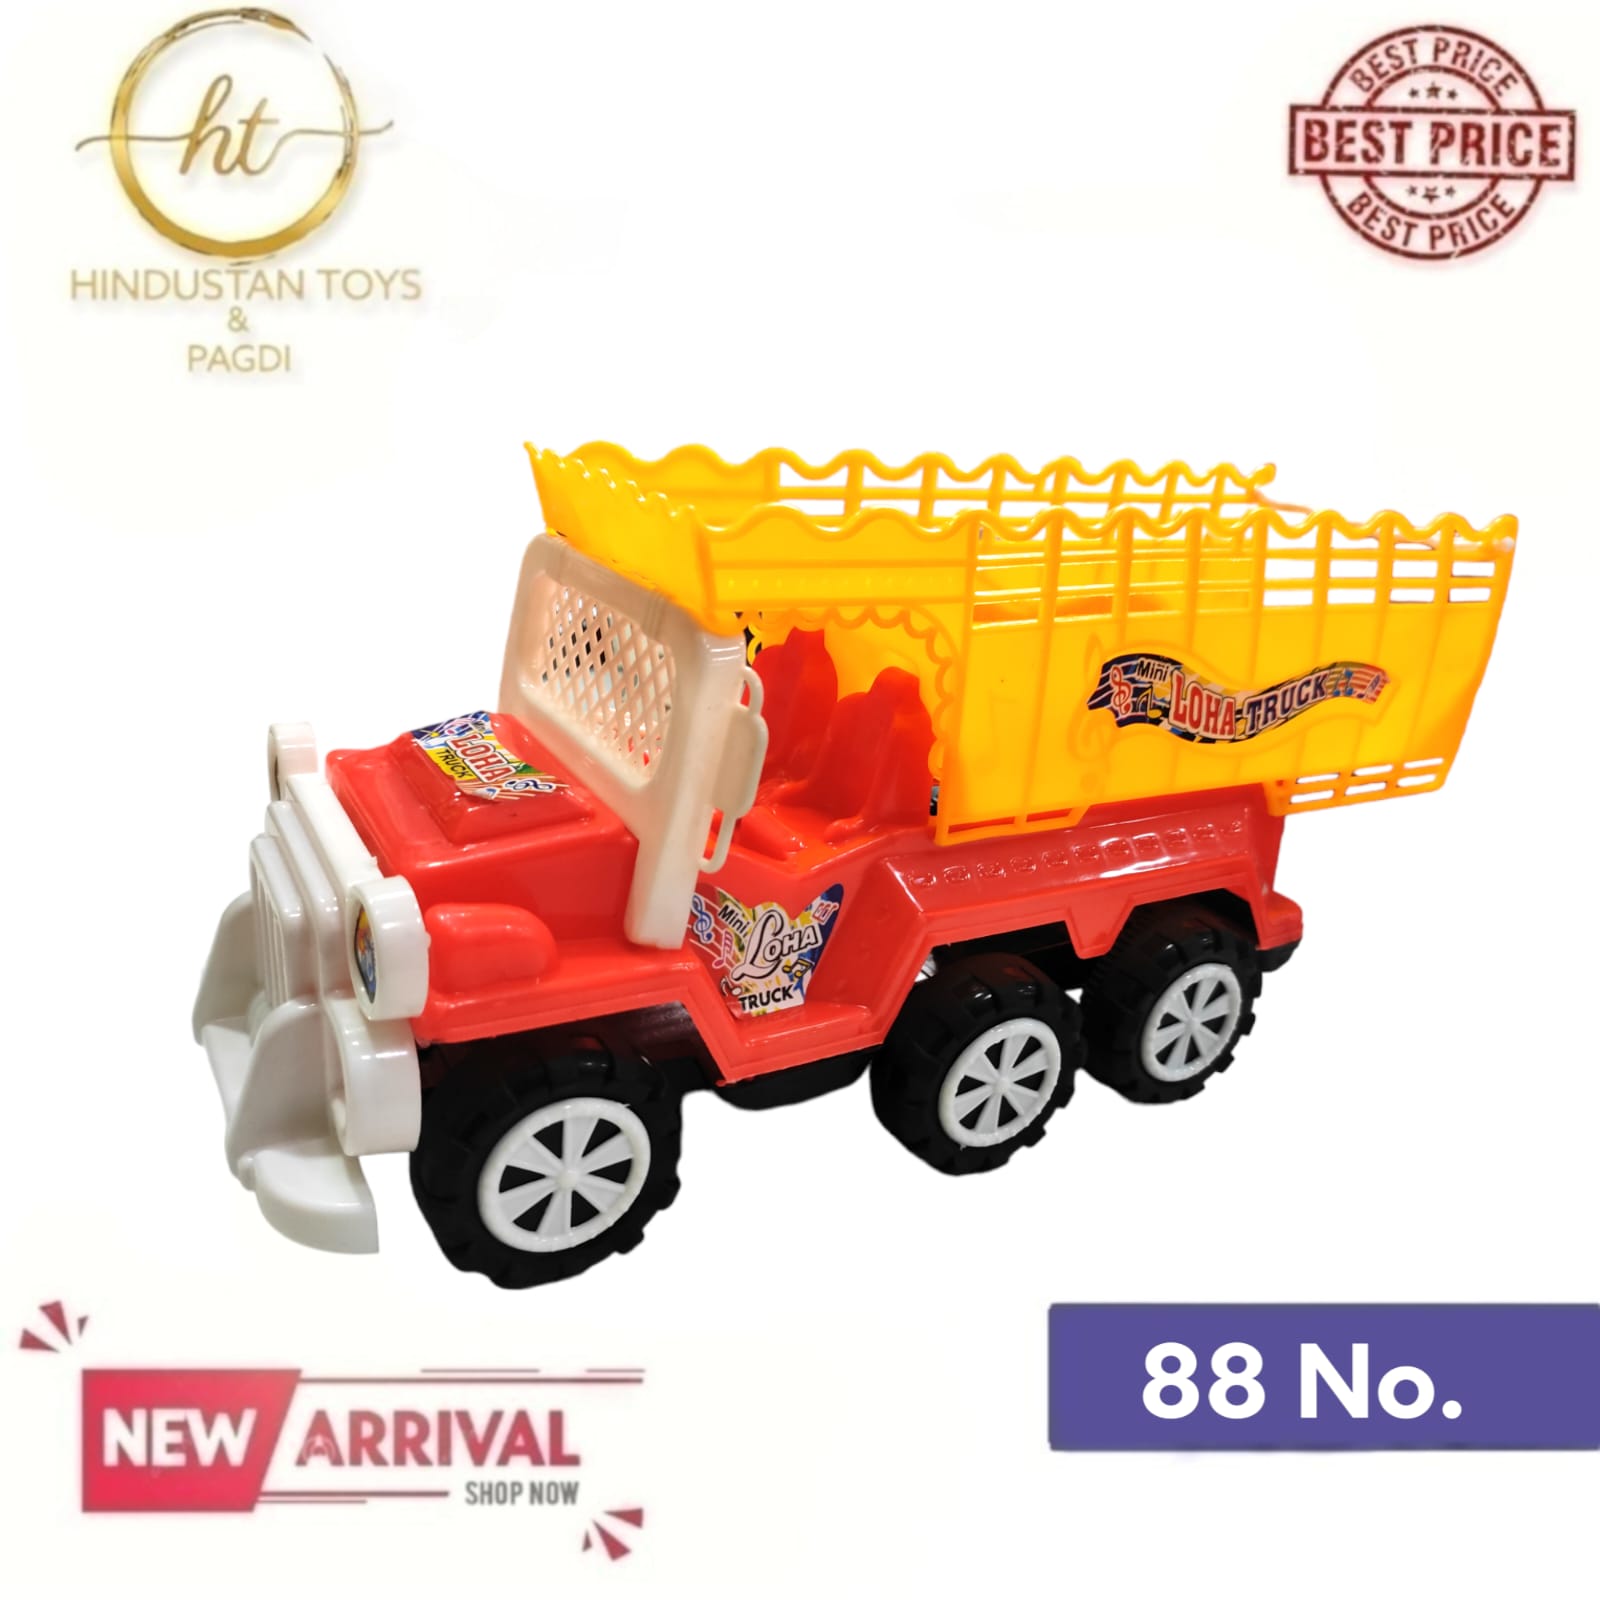 ht
HINDUSTAN TOYS
&
PAGDI
BEST PRICE
BEST PRICE
BEST PRICE
Mini LOHA TRUCK
LOHA
TRUCK
Mini
LOHA
TRUCK
88 No.
NEW ARRIVAL
SHOP NOW